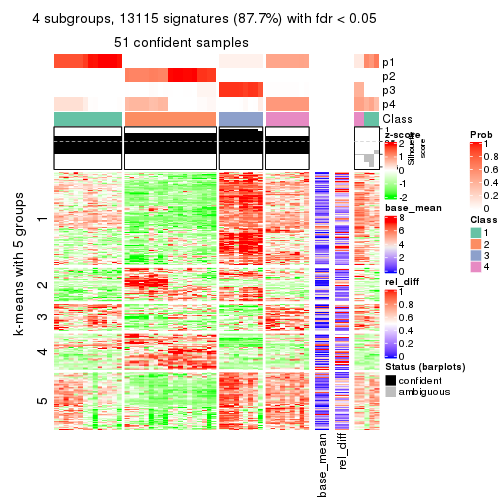 4 subgroups, 13115 signatures (87.7%) with fdr < 0.05
51 confident samples
p1
p2
p3
p4
Class
1
Silhouette
score
k-means with 5 groups
1
2
3
4
5
base_mean
rel_diff
z-score
2
1
0
-1
-2
base_mean
8
6
4
2
0
rel_diff
1
0.8
0.6
0.4
0.2
0
Status (barplots)
confident
ambiguous
Prob
1
0.8
0.6
0.4
0.2
0
Class
1
2
3
4